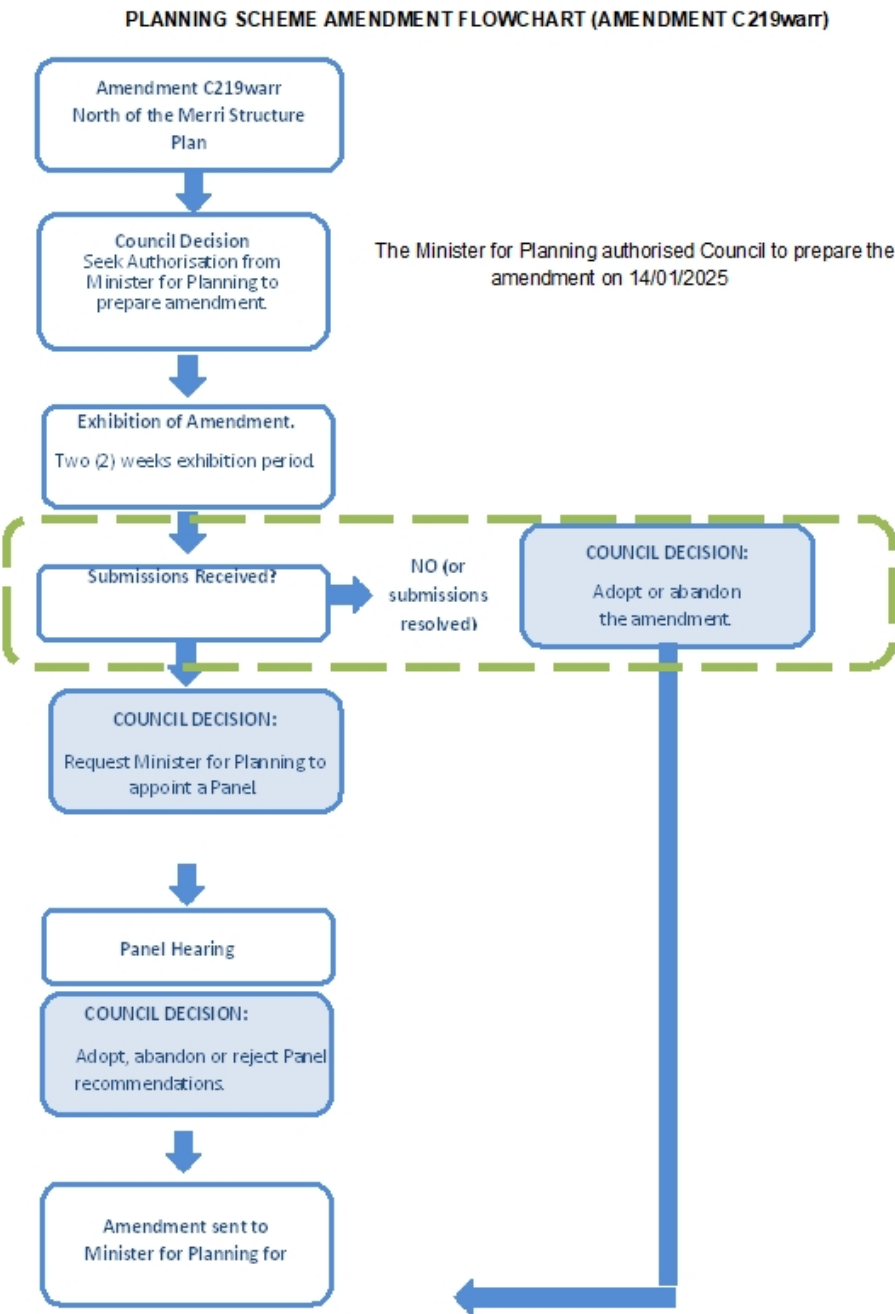 PLANNING SCHEME AMENDMENT FLOWCHART (AMENDMENT C219warr)
Amendment C219warr
North of the Merri Structure
Plan
Council Decision
Seek Authorisation from
Minister for Planning to
prepare amendment.
The Minister for Planning authorised Council to prepare the
amendment on 14/01/2025
Exhibition of Amendment.
Two (2) weeks exhibition period.
Submissions Received?
NO (or
submissions
resolved)
COUNCIL DECISION:
Adopt or abandon
the amendment.
COUNCIL DECISION:
Request Minister for Planning to
appoint a Panel.
Panel Hearing
COUNCIL DECISION:
Adopt, abandon or reject Panel
recommendations.
Amendment sent to
Minister for Planning for